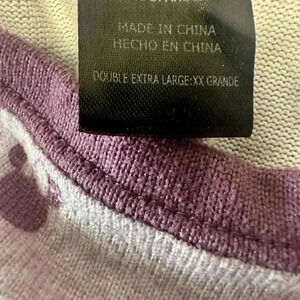 MADE IN CHINA
HECHO EN CHINA
DOUBLE EXTRA LARGE:XX GRANDE